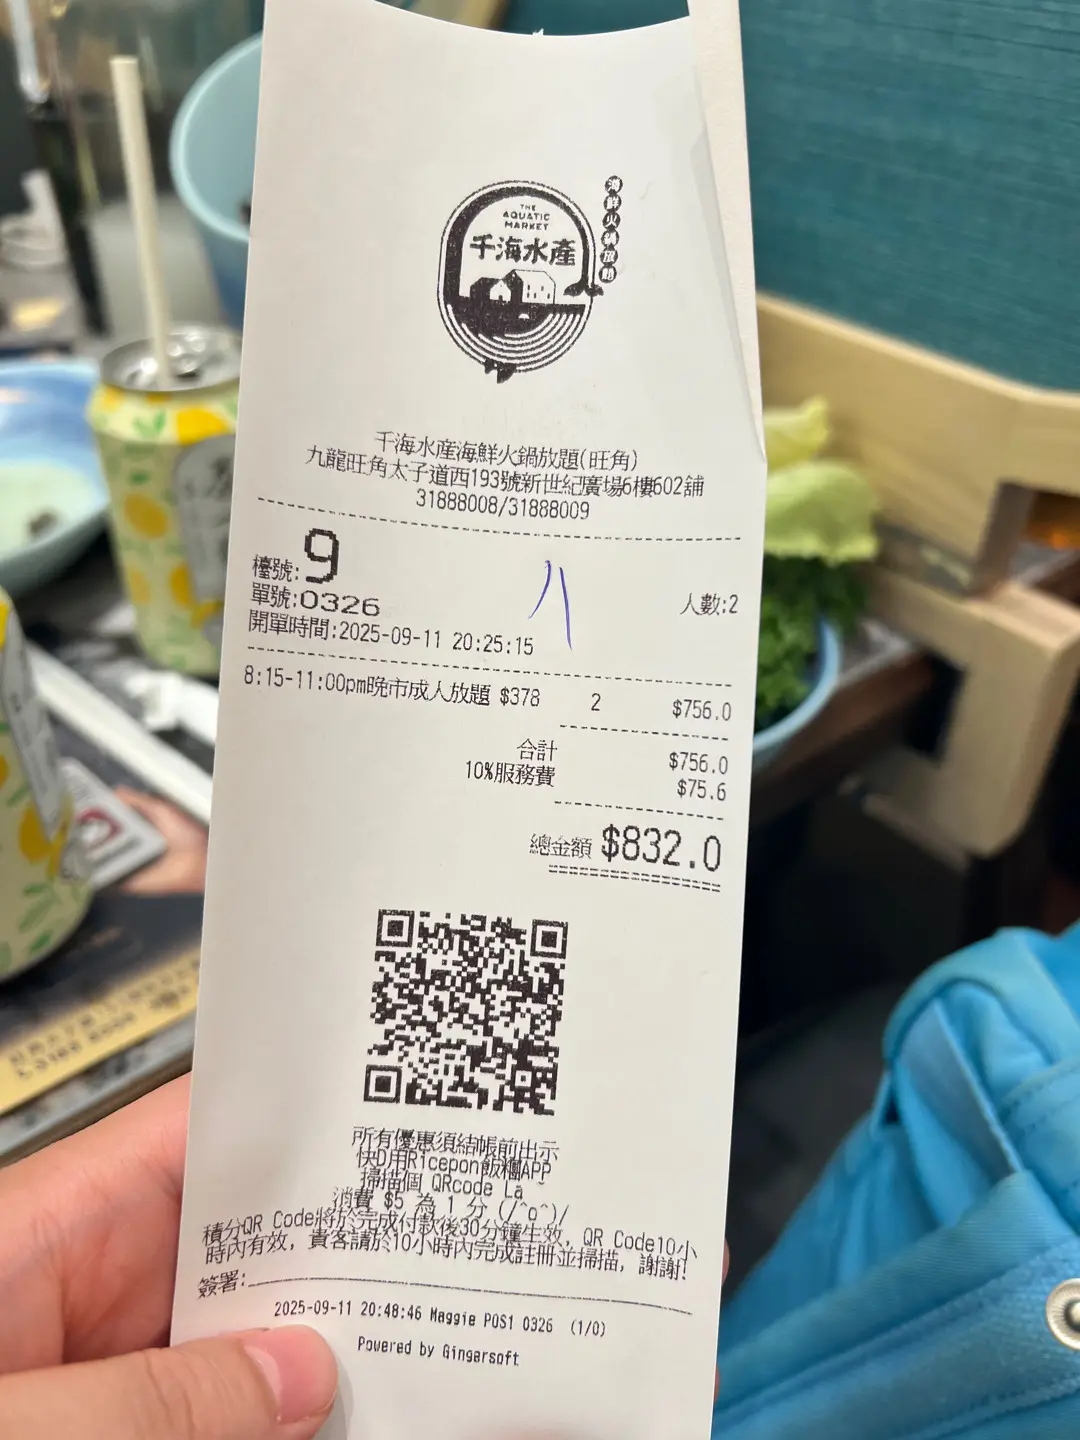 THE
AQUATIC
MARKET
千海水產
海鮮火鍋放題
千海水產海鮮火鍋放題(旺角)
九龍旺角太子道西193號新世紀廣場6樓602舖
31888008/31888009
檯號:9
單號:0326
人數:2
開單時間:2025-09-11 20:25:15
8:15-11:00pm晚市成人放題 $378 2 $756.0
合計 $756.0
10%服務費 $75.6
總金額 $832.0
所有優惠須結帳前出示
快D用Ricepon飯糰APP
掃描個 QRcode La
消費 $5 為 1 分 (/^o^)/
積分QR Code將於完成付款後30分鐘生效, QR Code10小
時內有效, 貴客請於10小時內完成註冊並掃描, 謝謝!
簽署:
2025-09-11 20:48:46 Maggie POS1 0326 (1/0)
Powered by Gingersoft